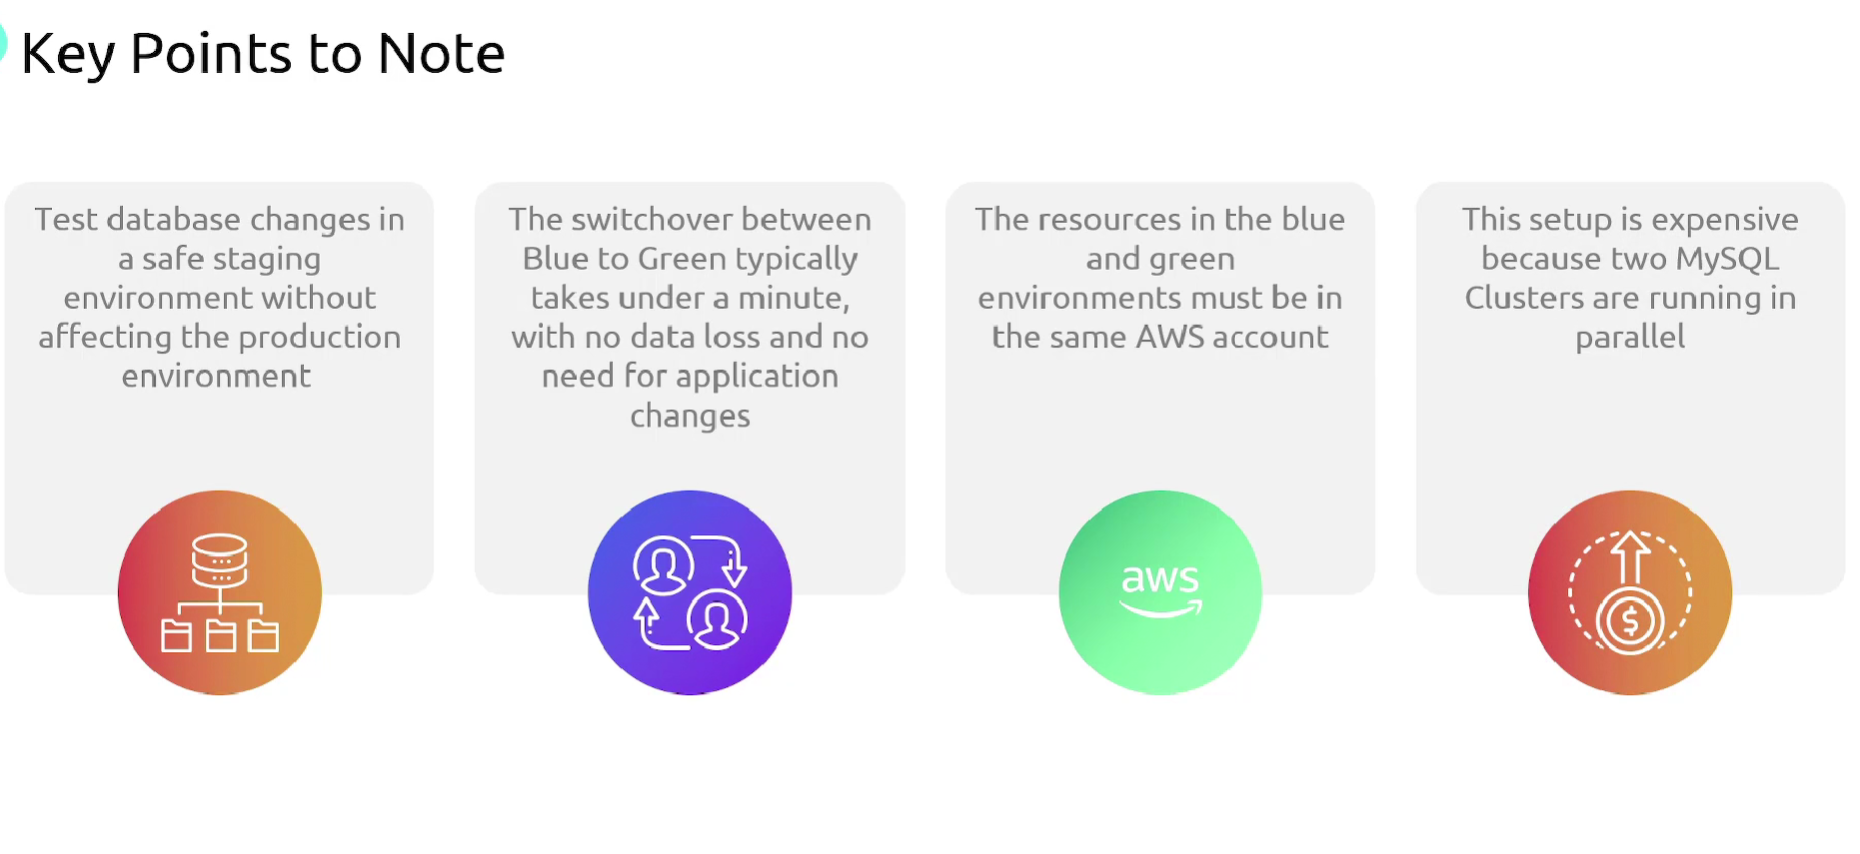 Key Points to Note
Test database changes in
a safe staging
environment without
affecting the production
environment
The switchover between
Blue to Green typically
takes under a minute,
with no data loss and no
need for application
changes
The resources in the blue
and green
environments must be in
the same AWS account
This setup is expensive
because two MySQL
Clusters are running in
parallel
aws
$